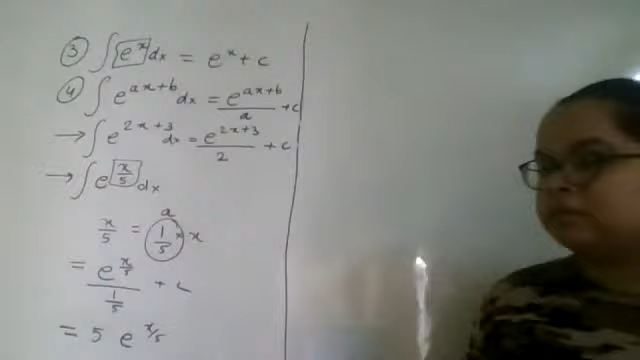 ③ ∫ e^x dx = e^x + c
④ ∫ e^{ax+b} dx = e^{ax+b}/a + c
→ ∫ e^{2x+3} dx = e^{2x+3}/2 + c
→ ∫ e^{x/5} dx
a
x/5 = 1/5 × x
= e^{x/5}/(1/5) + c
= 5 e^{x/5}